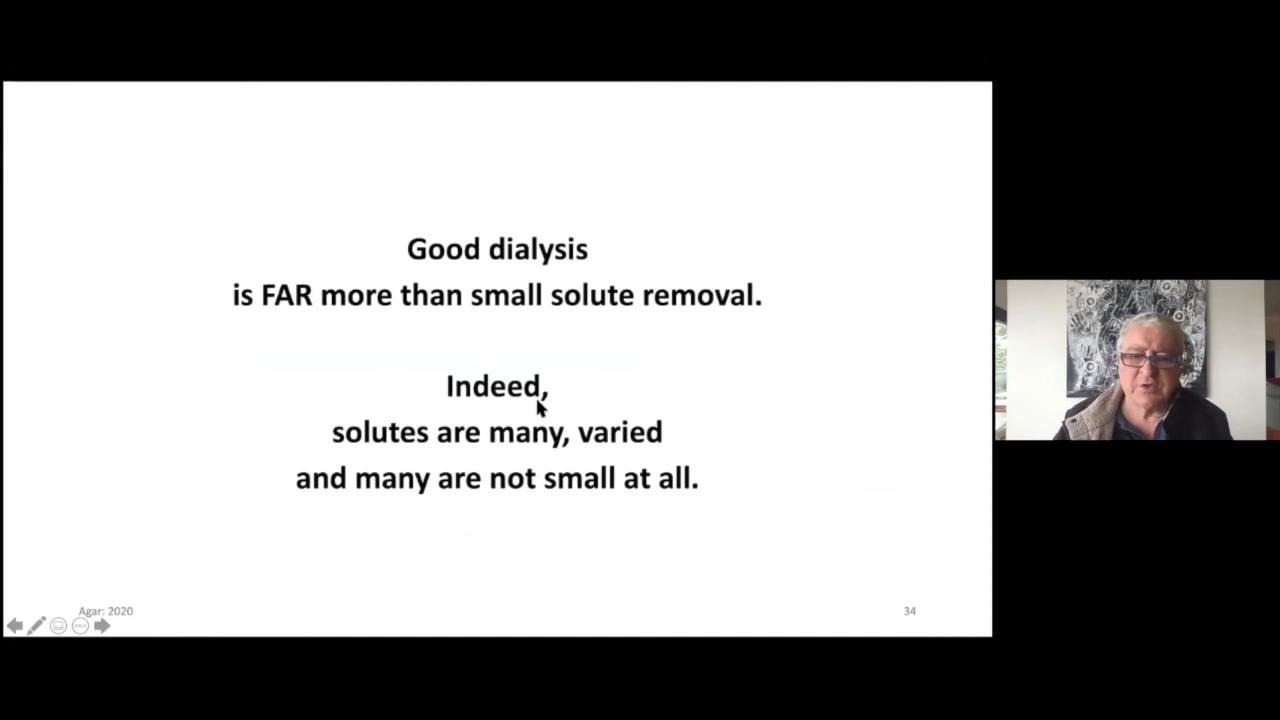 Good dialysis
is FAR more than small solute removal.
Indeed,
solutes are many, varied
and many are not small at all.
Agar: 2020
34